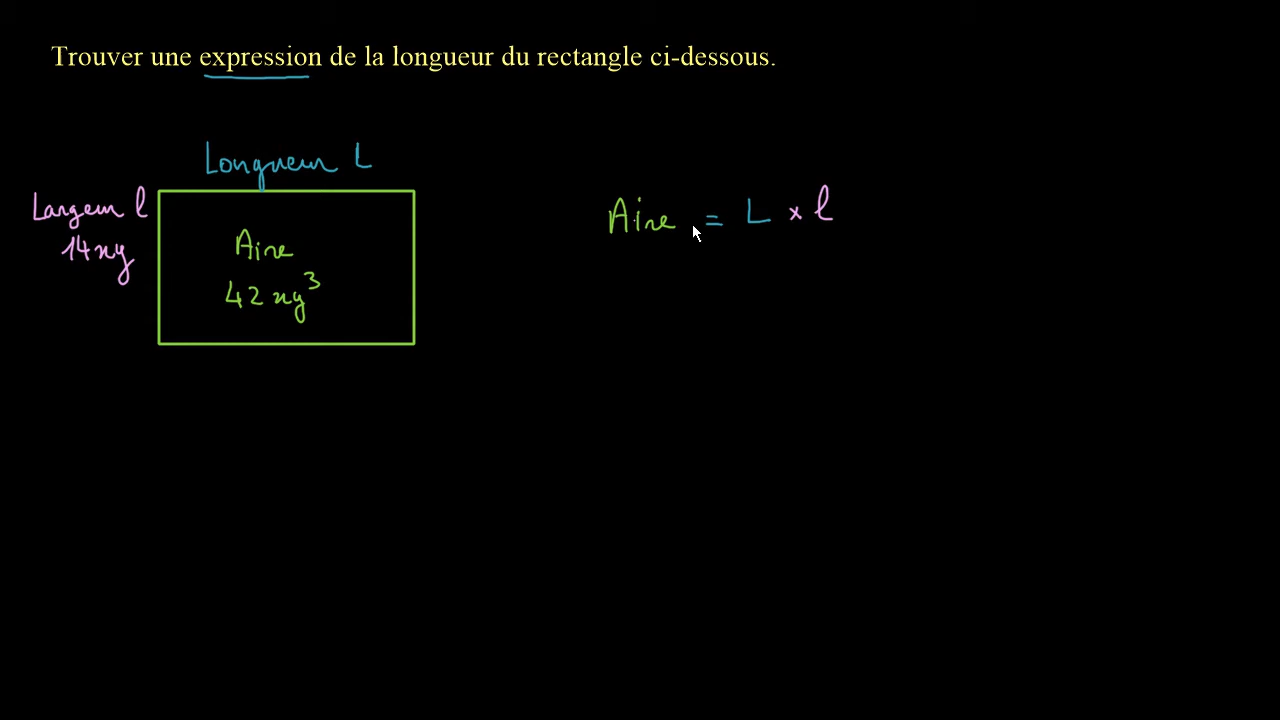 Trouver une expression de la longueur du rectangle ci-dessous.
Longueur L
Largeur l
14xy
Aire
42xy³
Aire = L × l